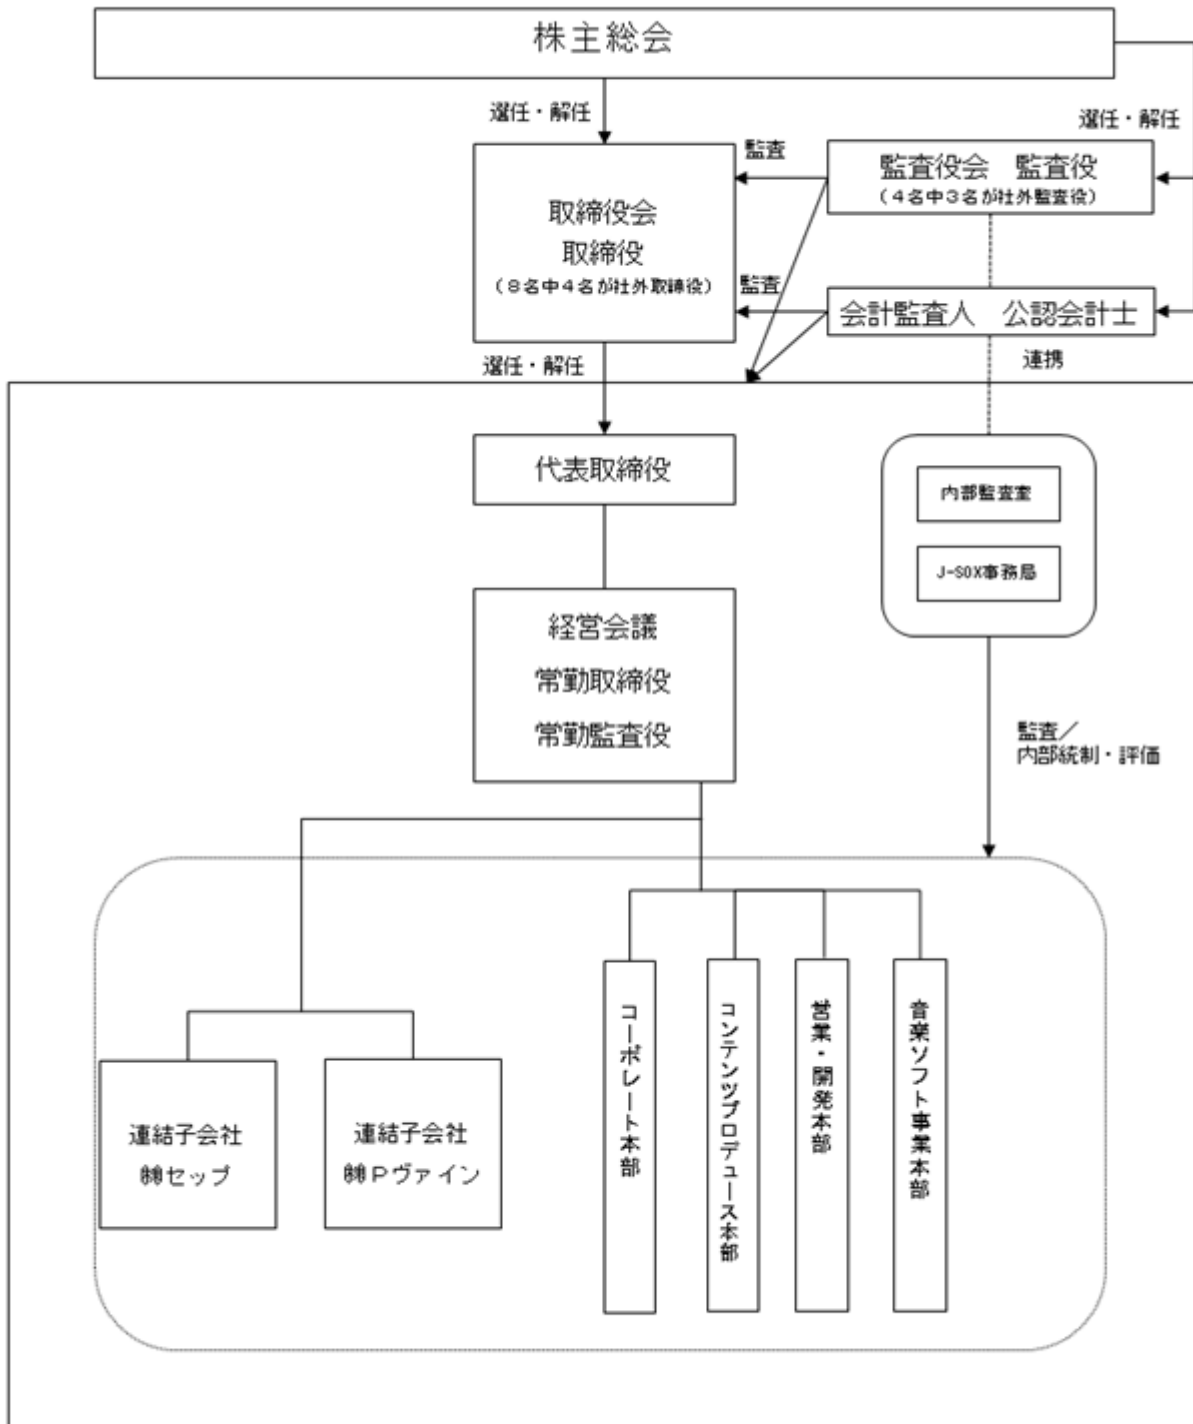 株主総会
選任・解任
選任・解任
監査
監査役会　監査役
（４名中３名が社外監査役）
取締役会
取締役
（８名中４名が社外取締役）
監査
会計監査人　公認会計士
選任・解任
連携
代表取締役
内部監査室
J-SOX事務局
経営会議
常勤取締役
常勤監査役
監査／
内部統制・評価
コーポレート本部
コンテンツプロデュース本部
営業・開発本部
音楽ソフト事業本部
連結子会社
㈱セップ
連結子会社
㈱Ｐヴァイン